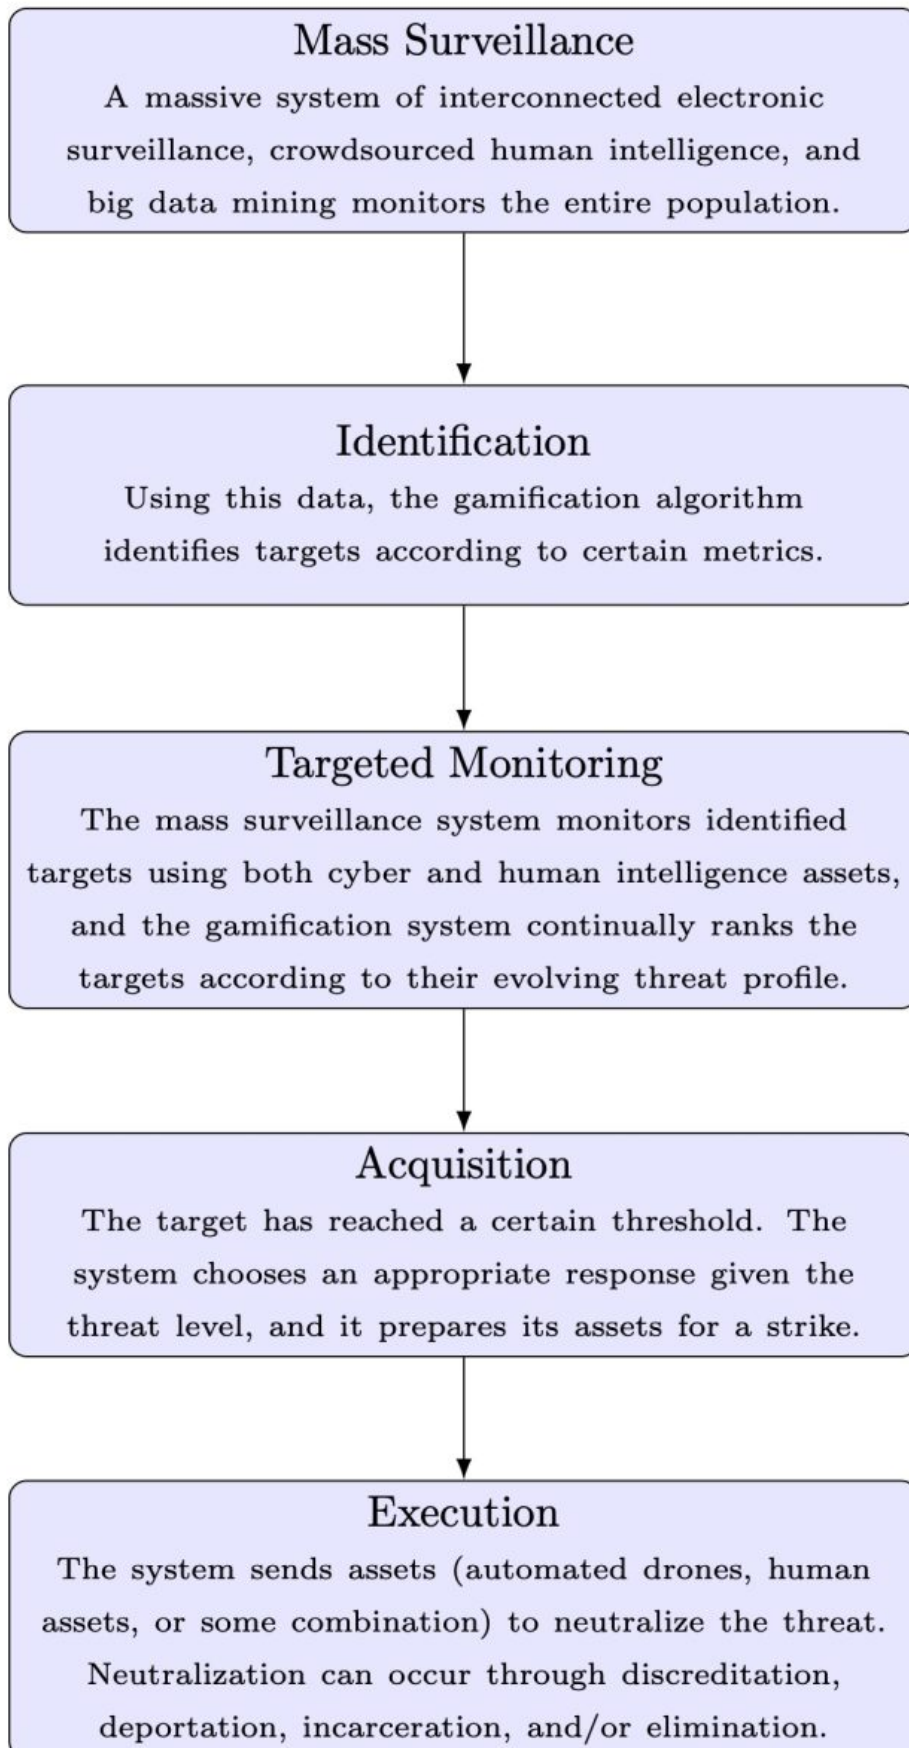 Mass Surveillance
A massive system of interconnected electronic
surveillance, crowdsourced human intelligence, and
big data mining monitors the entire population.
Identification
Using this data, the gamification algorithm
identifies targets according to certain metrics.
Targeted Monitoring
The mass surveillance system monitors identified
targets using both cyber and human intelligence assets,
and the gamification system continually ranks the
targets according to their evolving threat profile.
Acquisition
The target has reached a certain threshold. The
system chooses an appropriate response given the
threat level, and it prepares its assets for a strike.
Execution
The system sends assets (automated drones, human
assets, or some combination) to neutralize the threat.
Neutralization can occur through discreditation,
deportation, incarceration, and/or elimination.